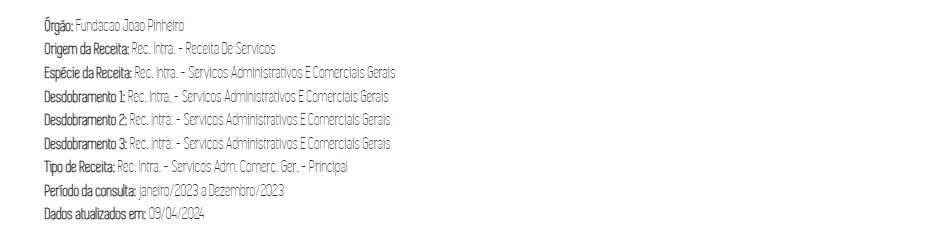 Órgão: Fundacao Joao Pinheiro
Origem da Receita: Rec. Intra. - Receita De Servicos
Espécie da Receita: Rec. Intra. - Servicos Administrativos E Comerciais Gerais
Desdobramento 1: Rec. Intra. - Servicos Administrativos E Comerciais Gerais
Desdobramento 2: Rec. Intra. - Servicos Administrativos E Comerciais Gerais
Desdobramento 3: Rec. Intra. - Servicos Administrativos E Comerciais Gerais
Tipo de Receita: Rec. Intra. - Servicos Adm. Comerc. Ger. - Principal
Período da consulta: janeiro/2023 a Dezembro/2023
Dados atualizados em: 09/04/2024